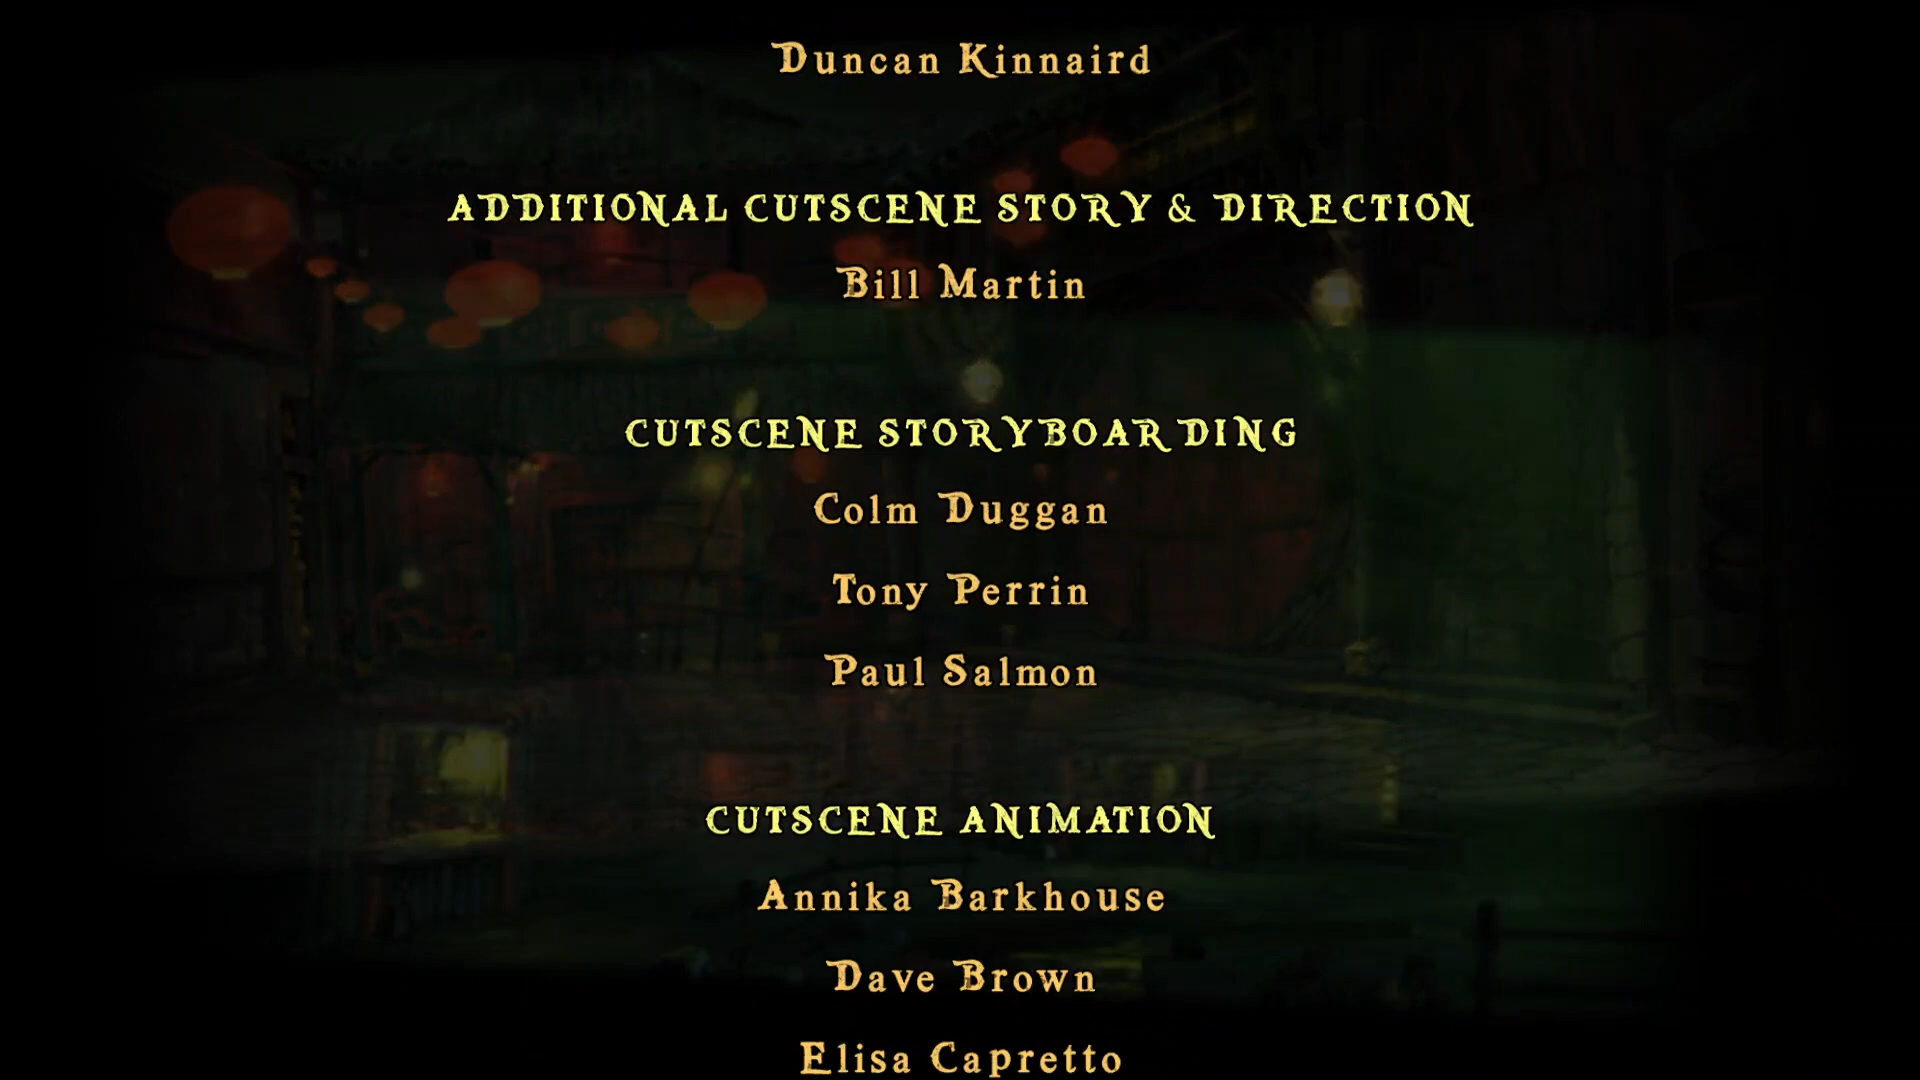 Duncan Kinnaird
ADDITIONAL CUTSCENE STORY & DIRECTION
Bill Martin
CUTSCENE STORYBOARDING
Colm Duggan
Tony Perrin
Paul Salmon
CUTSCENE ANIMATION
Annika Barkhouse
Dave Brown
Elisa Capretto